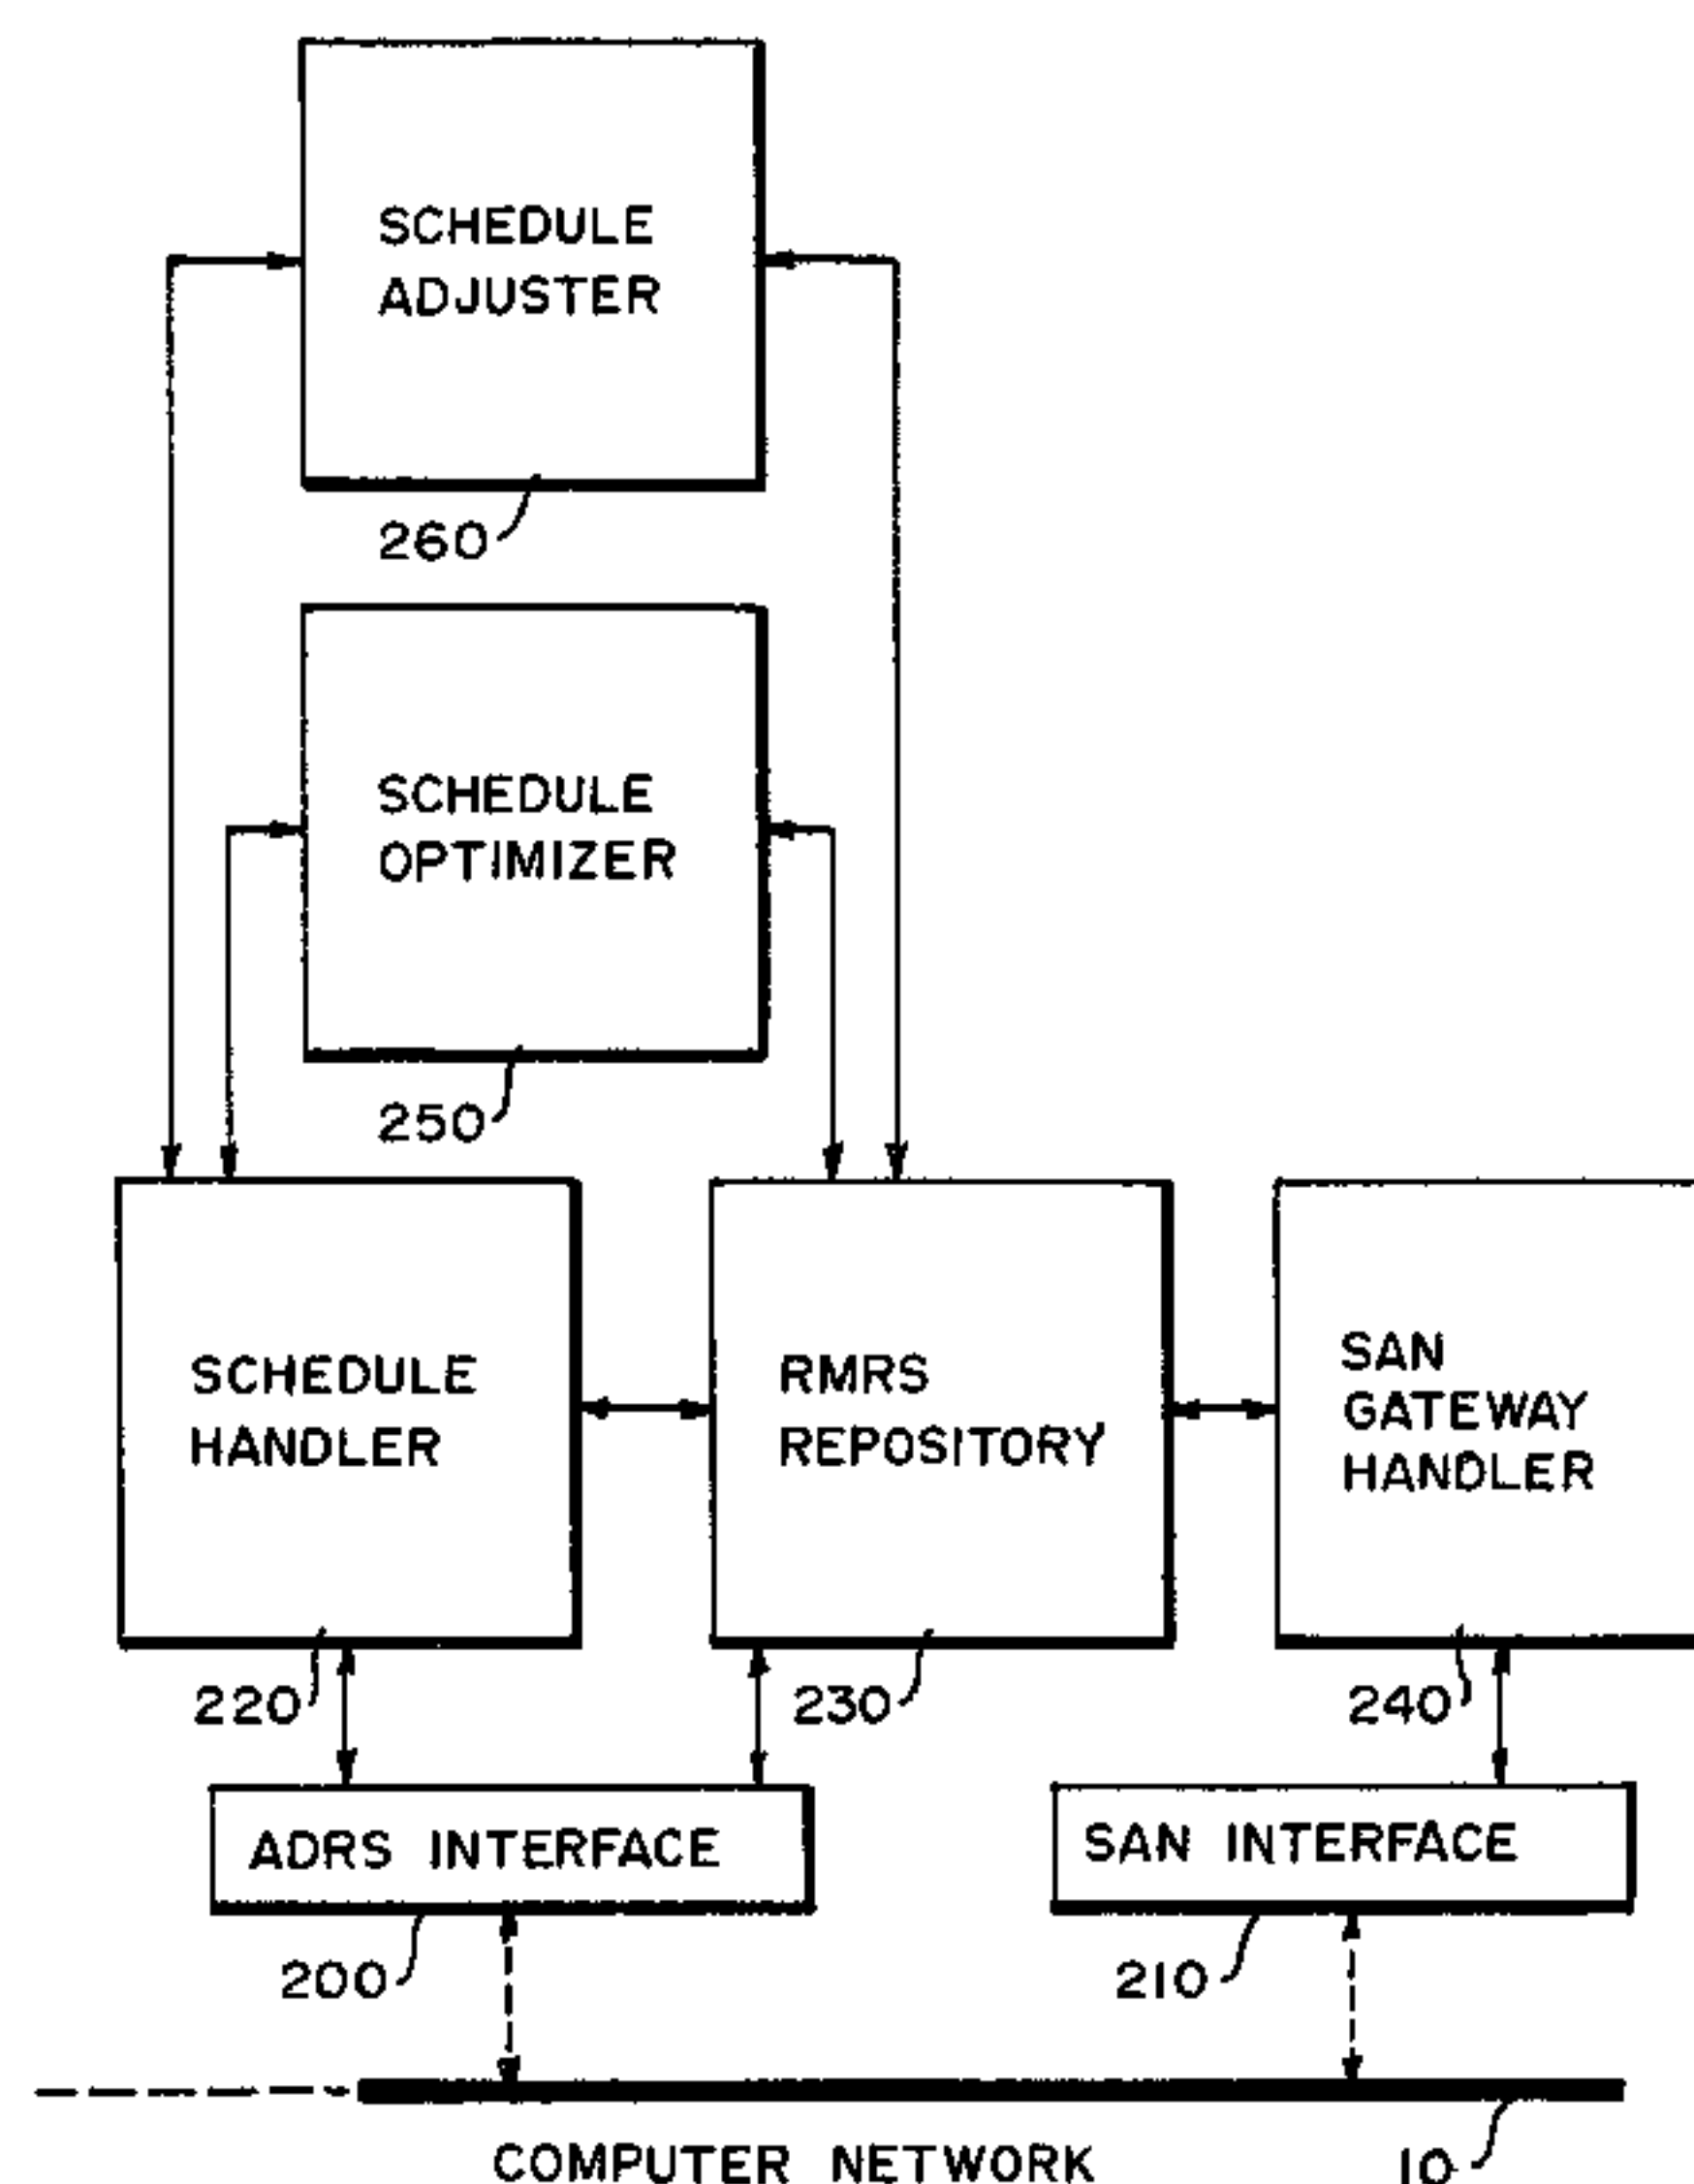 SCHEDULE
ADJUSTER
260
SCHEDULE
OPTIMIZER
250
SCHEDULE
HANDLER
RMRS
REPOSITORY
SAN
GATEWAY
HANDLER
220
230
240
ADRS INTERFACE
SAN INTERFACE
200
210
COMPUTER NETWORK
10